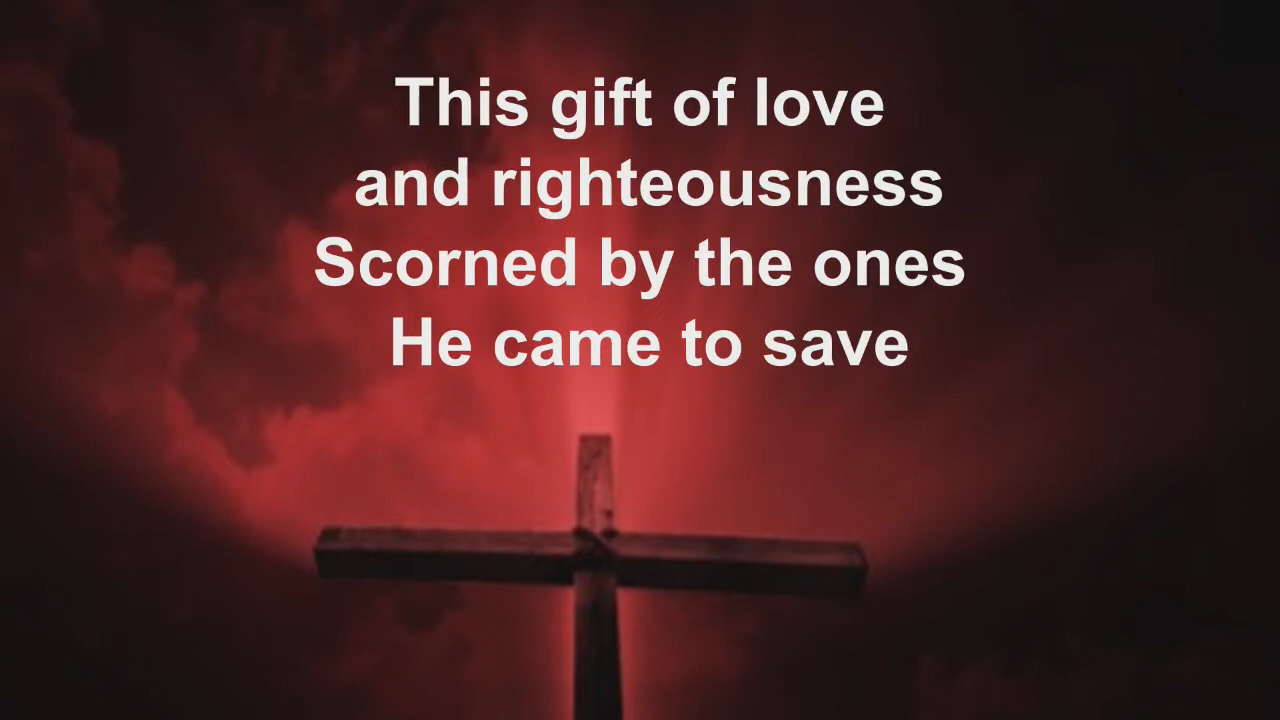 This gift of love
and righteousness
Scorned by the ones
He came to save